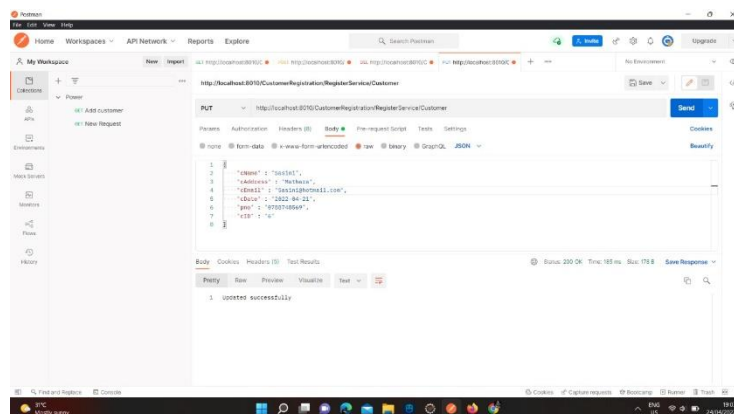 Postman
File Edit View Help
Home Workspaces API Network Reports Explore
Search Postman
Invite
Upgrade
My Workspace
New Import
No Environment
http://localhost:8010/CustomerRegistration/RegisterService/Customer
Save
Collections
APIs
Environments
Mock Servers
Monitors
Flows
History
Power
Add customer
New Request
PUT
http://localhost:8010/CustomerRegistration/RegisterService/Customer
Send
Params Authorization Headers (8) Body Pre-request Script Tests Settings
Cookies
none form-data x-www-form-urlencoded raw binary GraphQL JSON
Beautify
1 {
2 "cName" : "Sasini",
3 "cAddress" :
4 "cEmail" : "Sasini@hotmail.com",
5 "cDate" : "2022-04-21",
6 "pno" :
7 "cID" :
8 }
Body Cookies Headers (5) Test Results
Status: 200 OK Time: Size: Save Response
Pretty Raw Preview Visualize Text
1 Updated successfully
Find and Replace Console
Cookies Capture requests Bootcamp Runner Trash
31°C
Mostly sunny
ENG
US